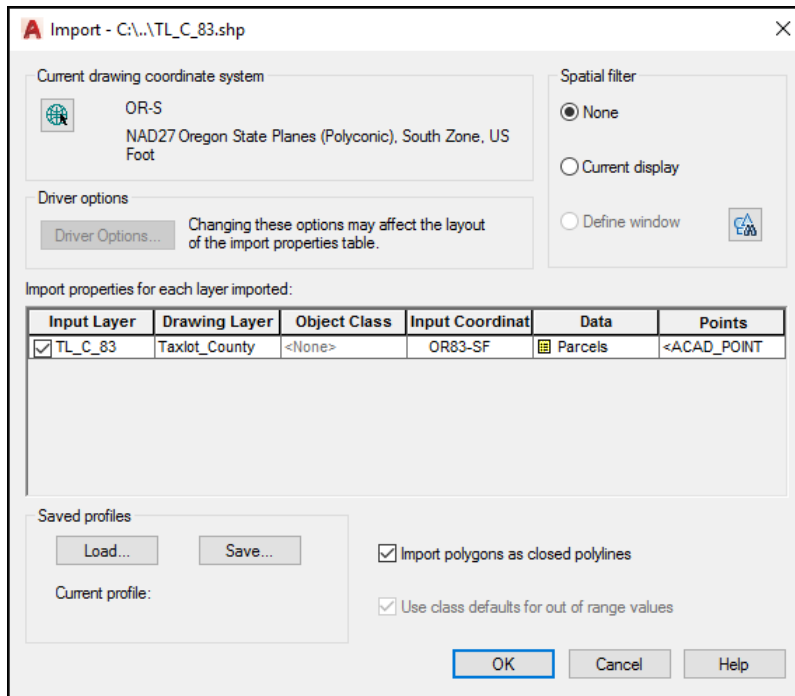 Import - C:\..\TL_C_83.shp
Current drawing coordinate system
OR-S
NAD27 Oregon State Planes (Polyconic), South Zone, US
Foot
Spatial filter
None
Current display
Define window
Driver options
Driver Options...
Changing these options may affect the layout
of the import properties table.
Import properties for each layer imported:
Input Layer Drawing Layer Object Class Input Coordinat Data Points
TL_C_83 Taxlot_County <None> OR83-SF Parcels <ACAD_POINT
Saved profiles
Load... Save...
Current profile:
Import polygons as closed polylines
Use class defaults for out of range values
OK Cancel Help